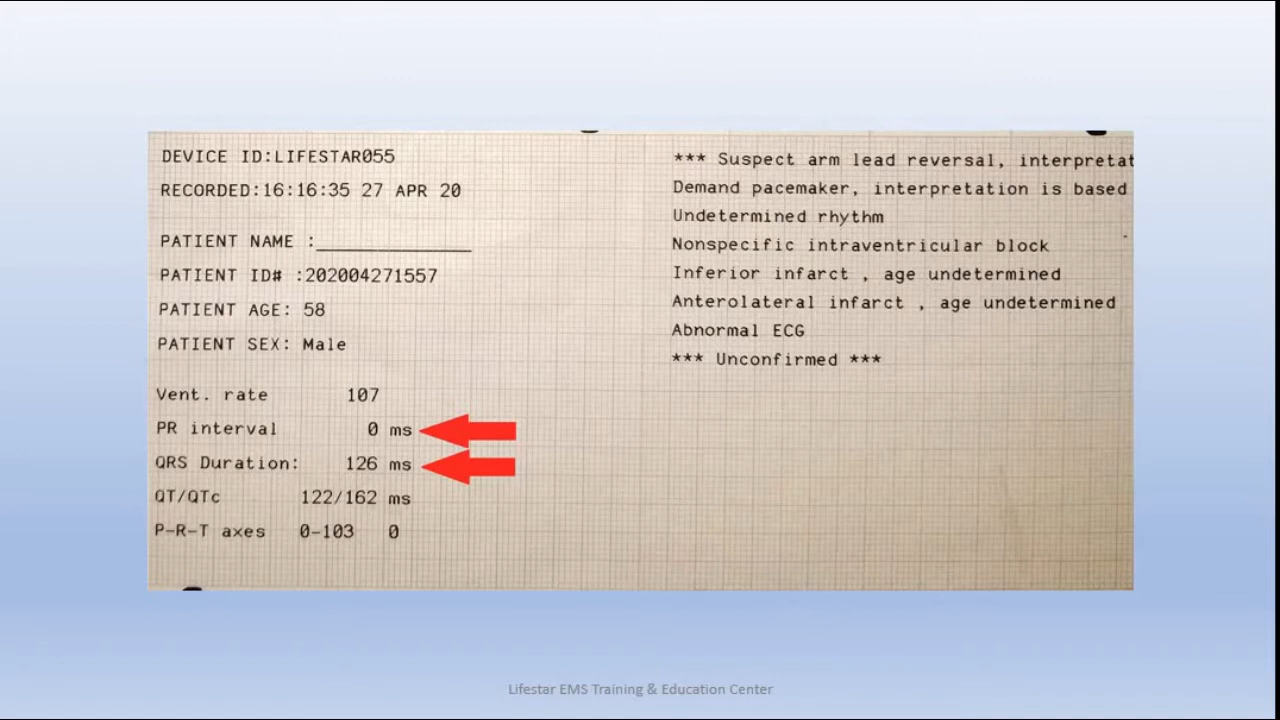 DEVICE ID:LIFESTAR055
RECORDED:16:16:35 27 APR 20
PATIENT NAME :_______________
PATIENT ID# :202004271557
PATIENT AGE: 58
PATIENT SEX: Male
Vent. rate 107
PR interval 0 ms
QRS Duration: 126 ms
QT/QTc 122/162 ms
P-R-T axes 0-103 0
*** Suspect arm lead reversal, interpretat
Demand pacemaker, interpretation is based
Undetermined rhythm
Nonspecific intraventricular block
Inferior infarct , age undetermined
Anterolateral infarct , age undetermined
Abnormal ECG
*** Unconfirmed ***
Lifestar EMS Training & Education Center